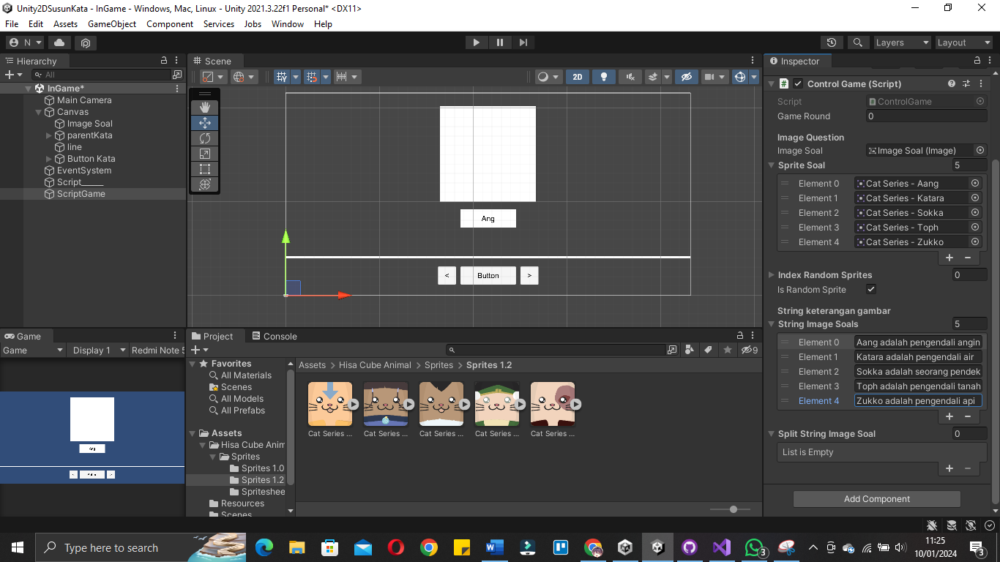 Unity2DSusunKata - InGame - Windows, Mac, Linux - Unity 2021.3.22f1 Personal* <DX11>
File Edit Assets GameObject Component Services Jobs Window Help
N Layers Layout
Hierarchy
All
InGame*
Main Camera
Canvas
Image Soal
parentKata
line
Button Kata
EventSystem
Script_____
ScriptGame
Scene
2D
Ang
< Button >
Game
Game Display 1 Redmi Note
Ang
Project Console
9
Favorites
All Materials
Scenes
All Models
All Prefabs
Assets
Hisa Cube Anim
Sprites
Sprites 1.0
Sprites 1.2
Spriteshee
Resources
Scenes
Assets > Hisa Cube Animal > Sprites > Sprites 1.2
Cat Series ... Cat Series ... Cat Series ... Cat Series ... Cat Series ...
Inspector
# Control Game (Script)
Script # ControlGame
Game Round 0
Image Question
Image Soal Image Soal (Image)
Sprite Soal 5
Element 0 Cat Series - Aang
Element 1 Cat Series - Katara
Element 2 Cat Series - Sokka
Element 3 Cat Series - Toph
Element 4 Cat Series - Zukko
+ −
Index Random Sprites 0
Is Random Sprite
String keterangan gambar
String Image Soals 5
Element 0 Aang adalah pengendali angin
Element 1 Katara adalah pengendali air
Element 2 Sokka adalah seorang pendek
Element 3 Toph adalah pengendali tanah
Element 4 Zukko adalah pengendali api
+ −
Split String Image Soal 0
List is Empty
+ −
Add Component
Type here to search
3
11:25
10/01/2024
3